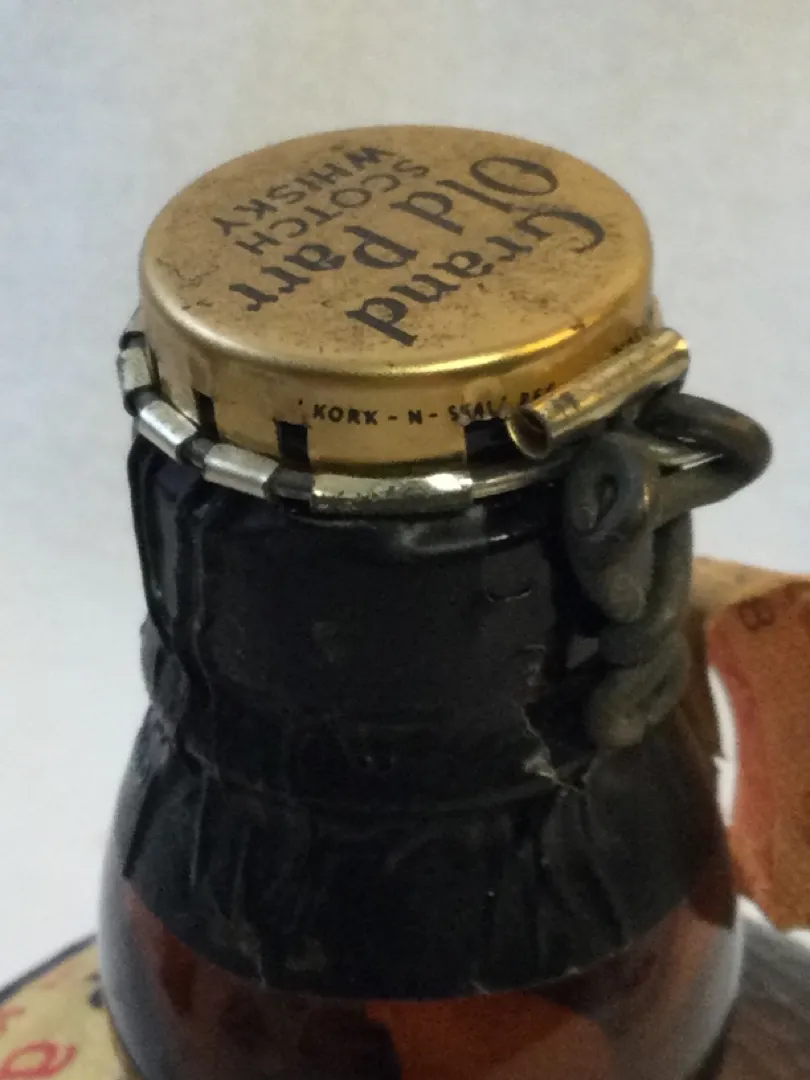 Grand
Old Parr
SCOTCH
WHISKY
KORK-N-SEAL